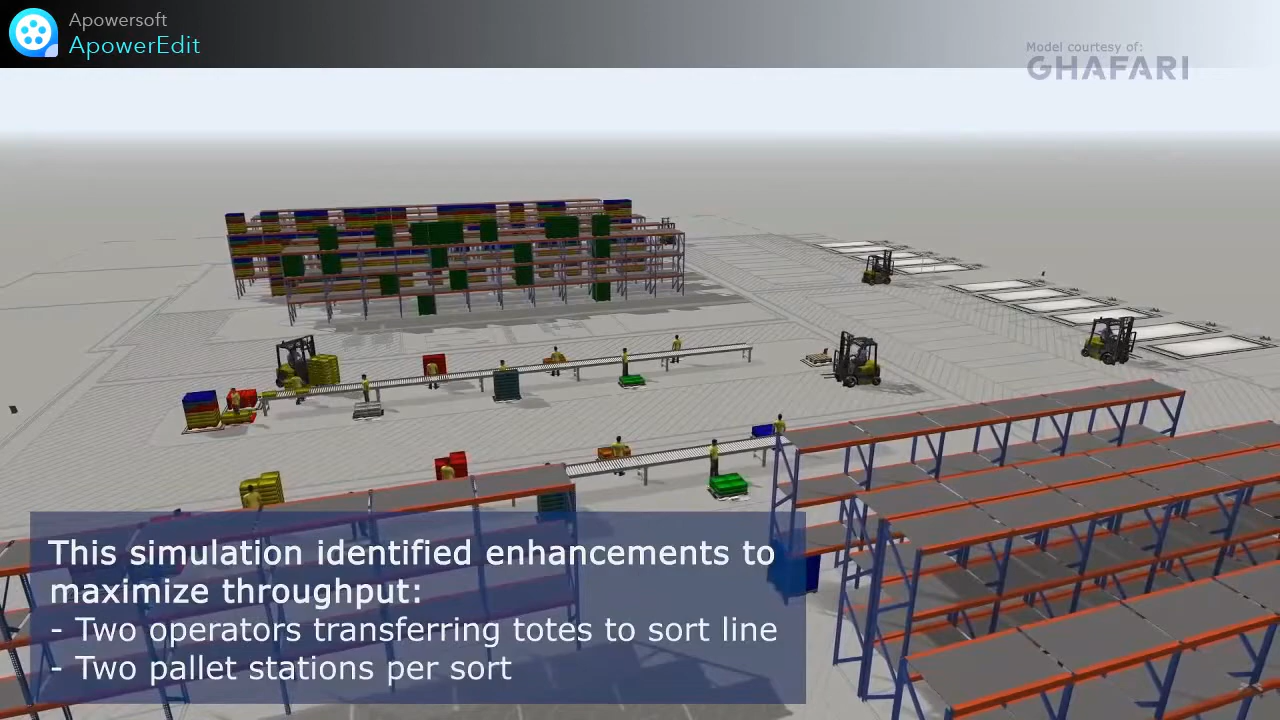 Apowersoft
ApowerEdit
Model courtesy of:
GHAFARI
This simulation identified enhancements to
maximize throughput:
- Two operators transferring totes to sort line
- Two pallet stations per sort